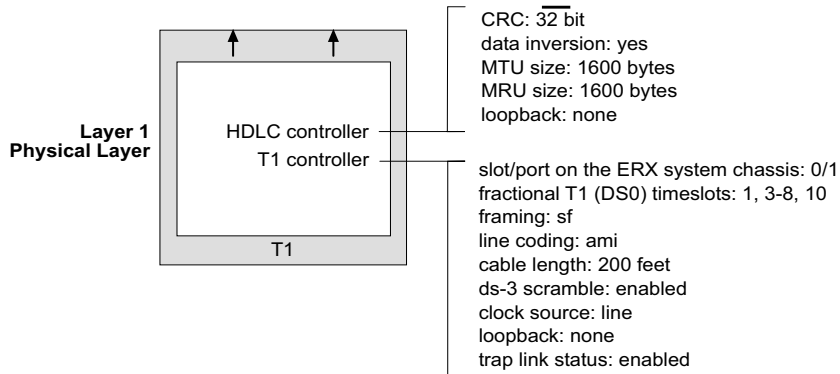 CRC: 32 bit
data inversion: yes
MTU size: 1600 bytes
MRU size: 1600 bytes
loopback: none
Layer 1
Physical Layer
HDLC controller
T1 controller
T1
slot/port on the ERX system chassis: 0/1
fractional T1 (DS0) timeslots: 1, 3-8, 10
framing: sf
line coding: ami
cable length: 200 feet
ds-3 scramble: enabled
clock source: line
loopback: none
trap link status: enabled